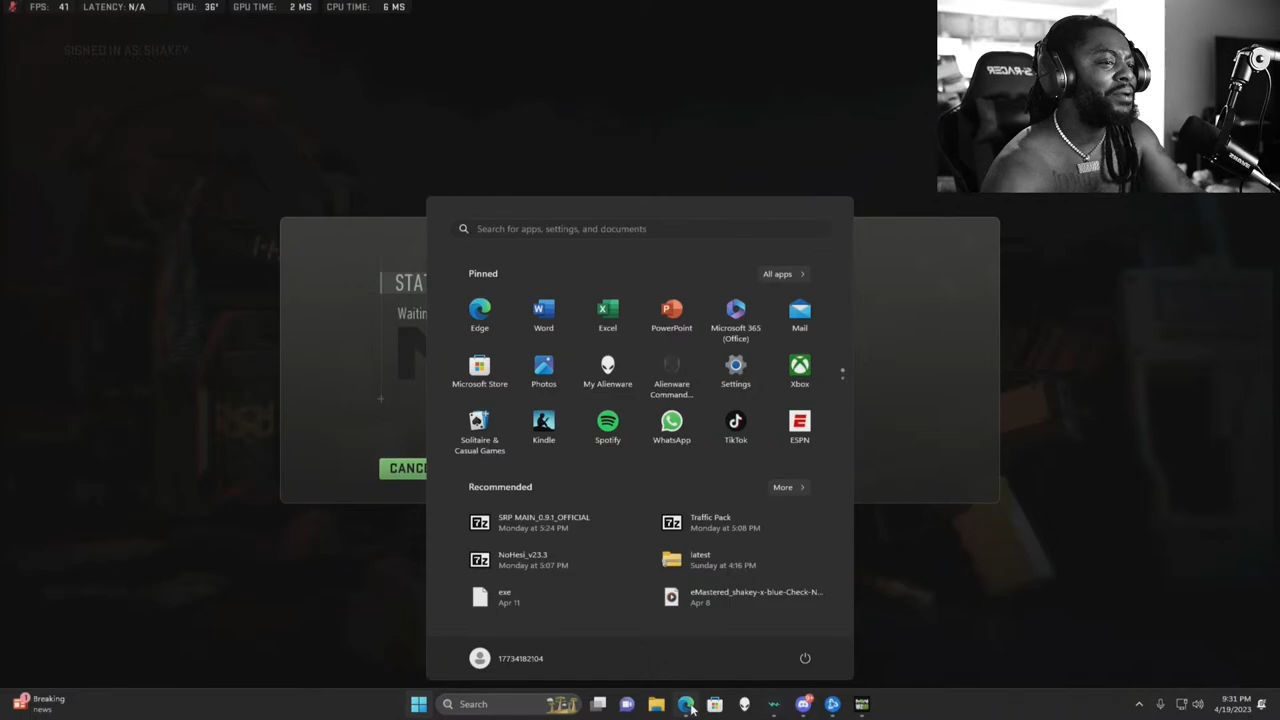 FPS: 41 LATENCY: N/A GPU: 36° GPU TIME: 2 MS CPU TIME: 6 MS
SIGNED IN AS: SHAKEY
Search for apps, settings, and documents
Pinned
All apps
Edge
Word
Excel
PowerPoint
Microsoft 365
(Office)
Mail
Microsoft Store
Photos
My Alienware
Alienware
Command...
Settings
Xbox
Solitaire &
Casual Games
Kindle
Spotify
WhatsApp
TikTok
ESPN
STAT
Waitin
CANC
Recommended
More
SRP MAIN_0.9.1_OFFICIAL
Monday at 5:24 PM
Traffic Pack
Monday at 5:08 PM
NoHesi_v23.3
Monday at 5:07 PM
latest
Sunday at 4:16 PM
exe
Apr 11
eMastered_shakey-x-blue-Check-N...
Apr 8
17734182104
Breaking
news
Search
9:31 PM
4/19/2023